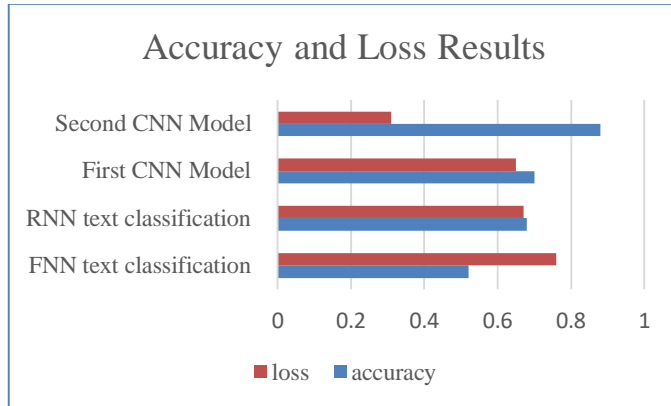 Accuracy and Loss Results
Second CNN Model
First CNN Model
RNN text classification
FNN text classification
0 0.2 0.4 0.6 0.8 1
loss accuracy